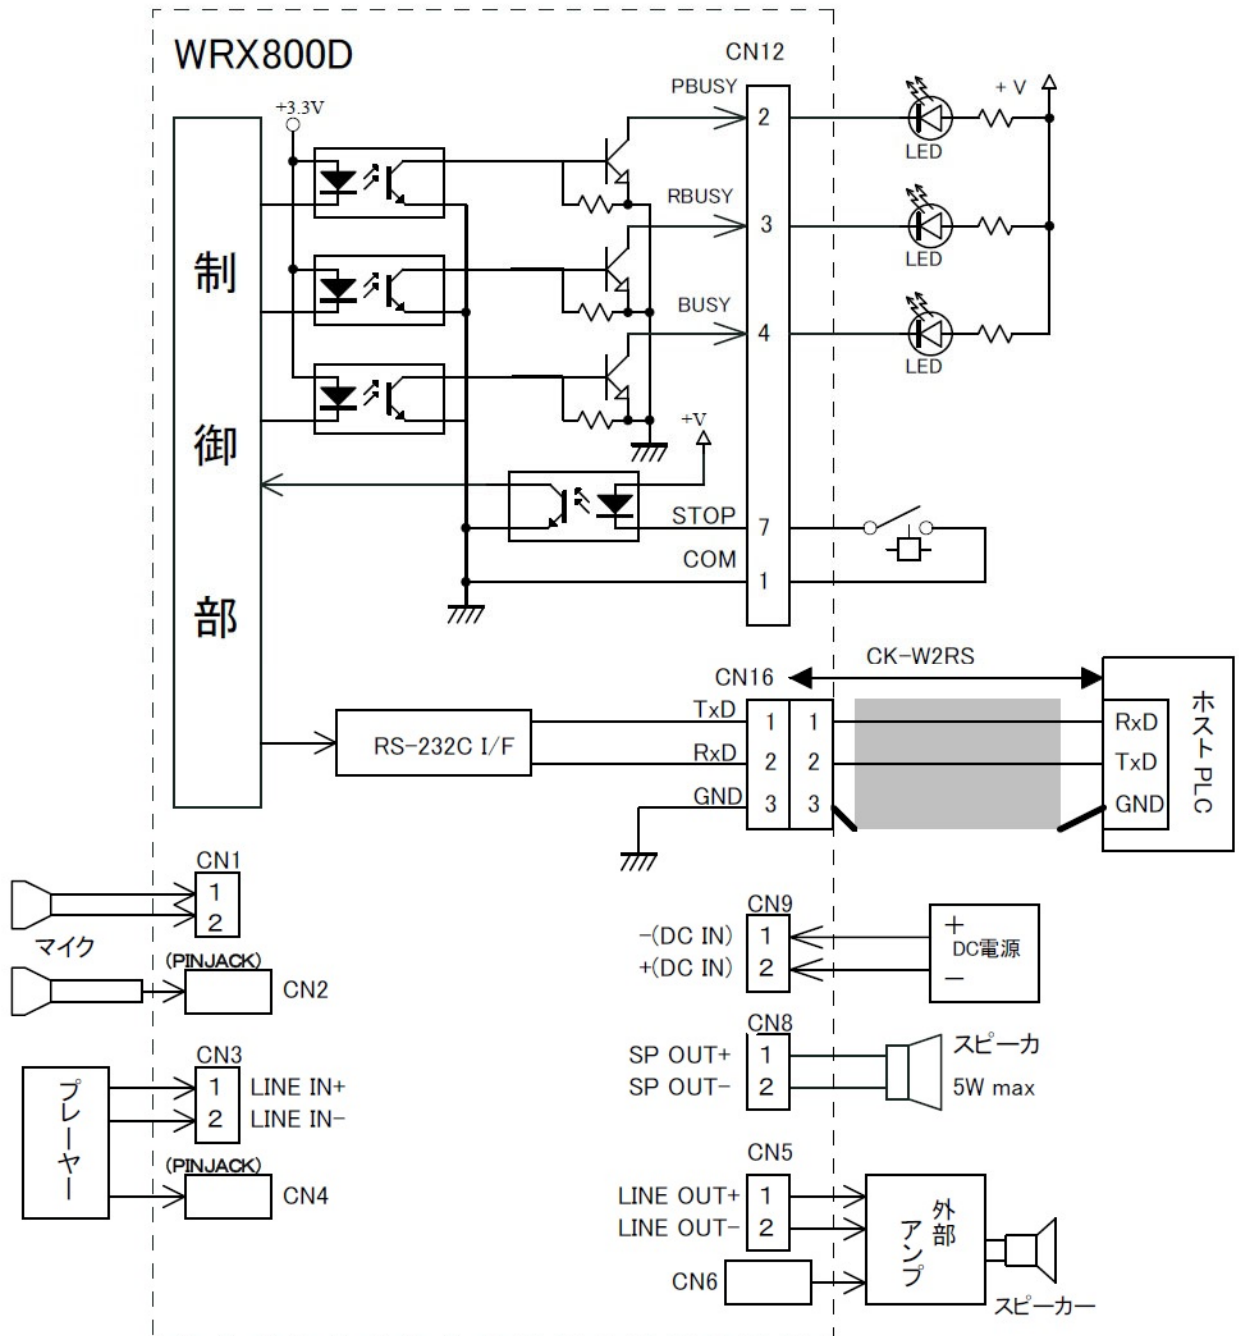 WRX800D
CN12
+3.3V
PBUSY
2
LED
+ V
RBUSY
3
LED
BUSY
4
LED
制
御
部
+V
STOP
7
COM
1
CK-W2RS
CN16
TxD
1
1
RxD
RS-232C I/F
RxD
2
2
TxD
GND
3
3
GND
ホスト PLC
CN1
1
2
マイク
(PINJACK)
CN2
CN9
-(DC IN)
1
+
+(DC IN)
2
DC電源
-
CN8
SP OUT+
1
スピーカ
SP OUT-
2
5W max
CN3
1
LINE IN+
2
LINE IN-
プレーヤー
(PINJACK)
CN4
CN5
LINE OUT+
1
LINE OUT-
2
外部
アンプ
CN6
スピーカー